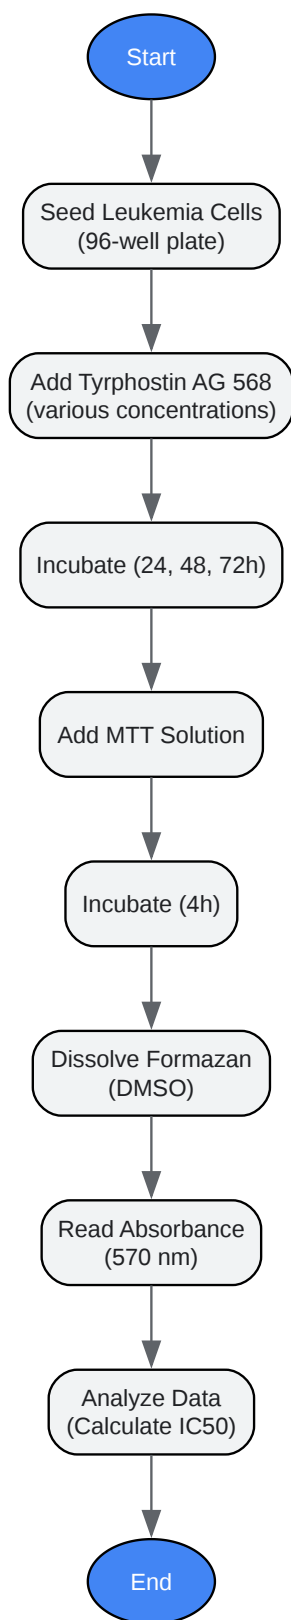 Start
Seed Leukemia Cells
(96-well plate)
Add Tyrphostin AG 568
(various concentrations)
Incubate (24, 48, 72h)
Add MTT Solution
Incubate (4h)
Dissolve Formazan
(DMSO)
Read Absorbance
(570 nm)
Analyze Data
(Calculate IC50)
End